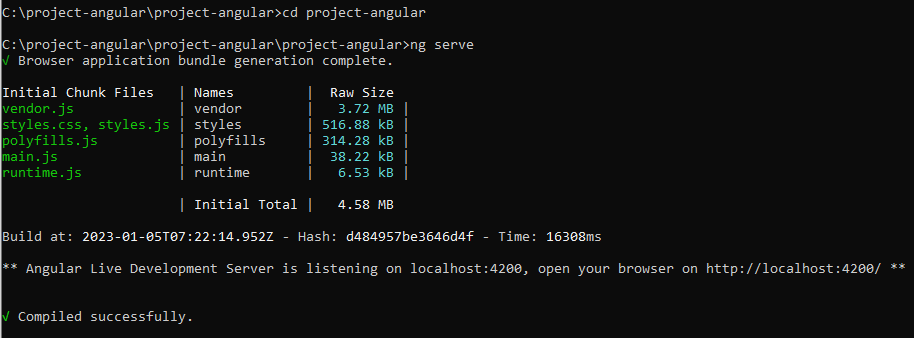 C:\project-angular\project-angular>cd project-angular
C:\project-angular\project-angular\project-angular>ng serve
√ Browser application bundle generation complete.
Initial Chunk Files   | Names         |  Raw Size
vendor.js             | vendor        |   3.72 MB |
styles.css, styles.js | styles        | 516.88 kB |
polyfills.js          | polyfills     | 314.28 kB |
main.js               | main          |  38.22 kB |
runtime.js            | runtime       |   6.53 kB |
                      | Initial Total |   4.58 MB
Build at: 2023-01-05T07:22:14.952Z - Hash: d484957be3646d4f - Time: 16308ms
** Angular Live Development Server is listening on localhost:4200, open your browser on http://localhost:4200/ **
√ Compiled successfully.